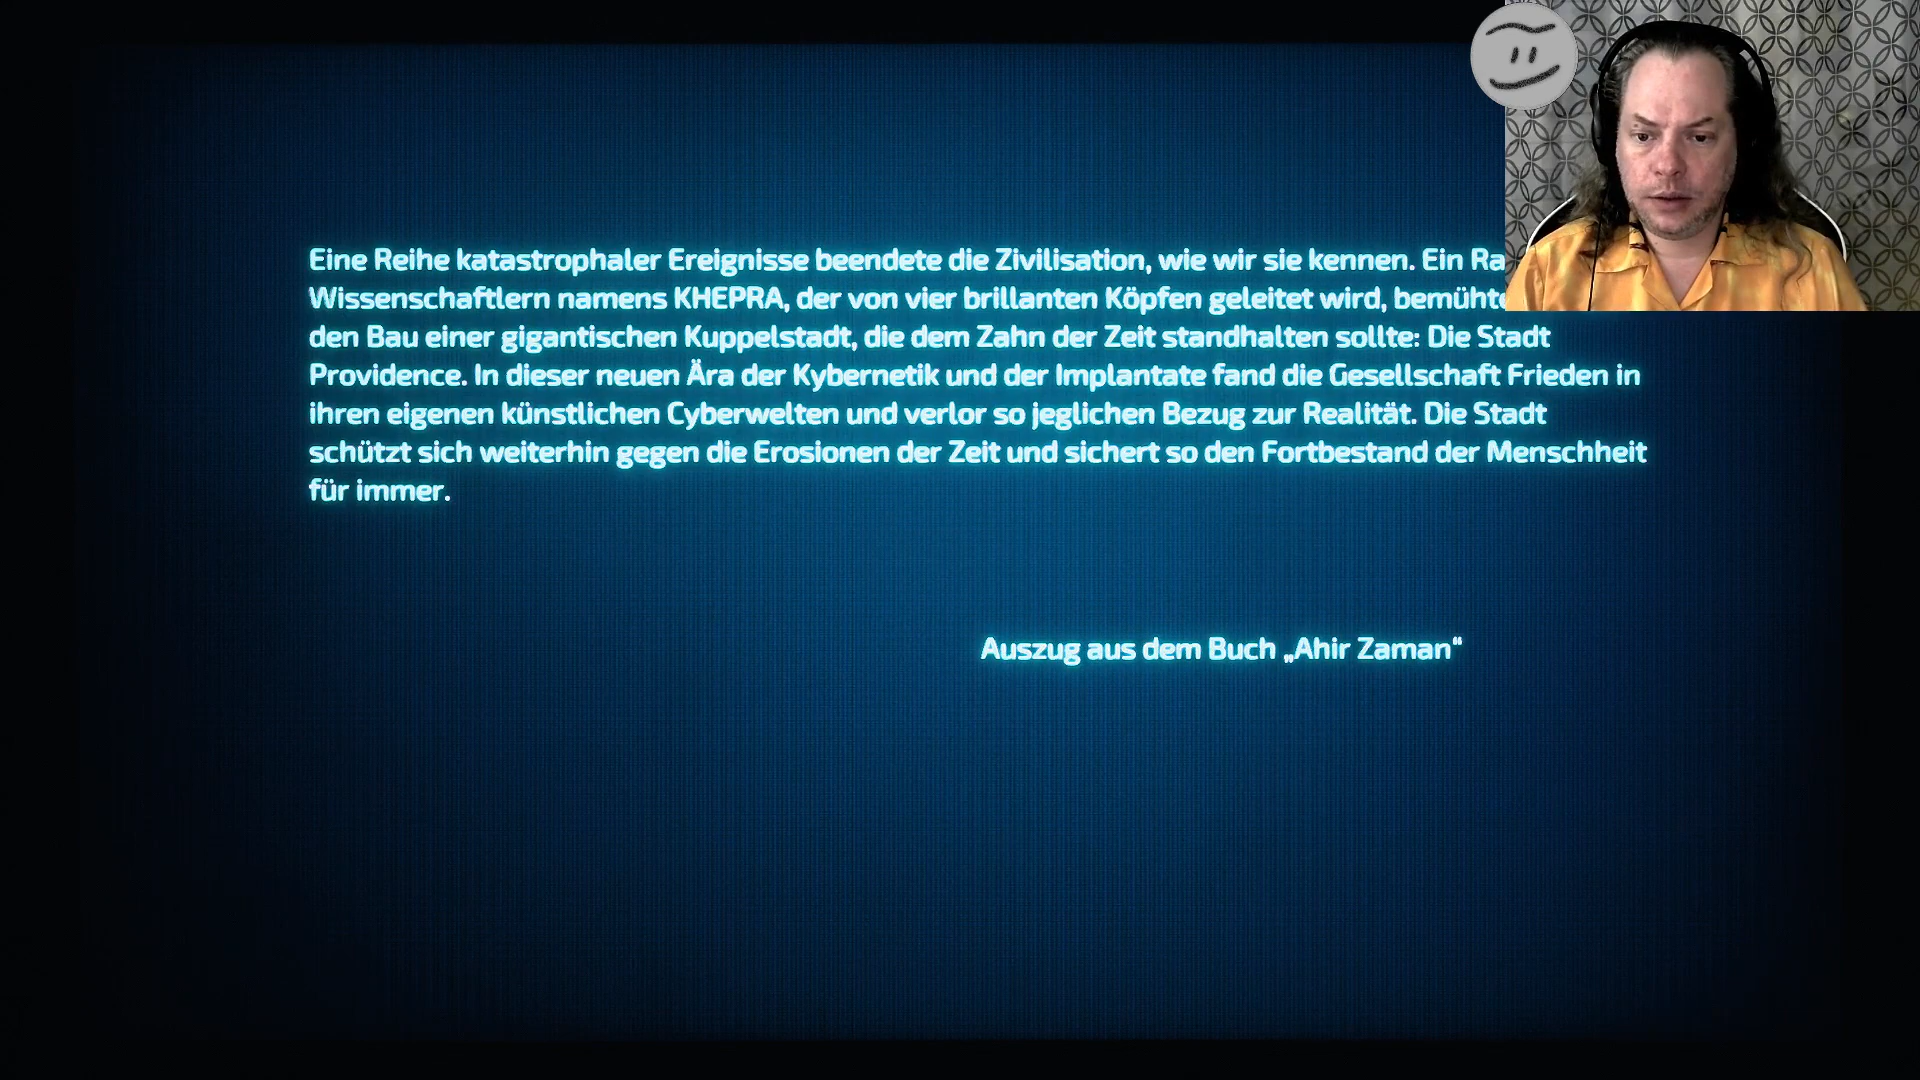 Eine Reihe katastrophaler Ereignisse beendete die Zivilisation, wie wir sie kennen. Ein
Wissenschaftlern namens KHEPRA, der von vier brillanten Köpfen geleitet wird,
den Bau einer gigantischen Kuppelstadt, die dem Zahn der Zeit standhalten sollte: Die Stadt
Providence. In dieser neuen Ära der Kybernetik und der Implantate fand die Gesellschaft Frieden in
ihren eigenen künstlichen Cyberwelten und verlor so jeglichen Bezug zur Realität. Die Stadt
schützt sich weiterhin gegen die Erosionen der Zeit und sichert so den Fortbestand der Menschheit
für immer.
Auszug aus dem Buch „Ahir Zaman“